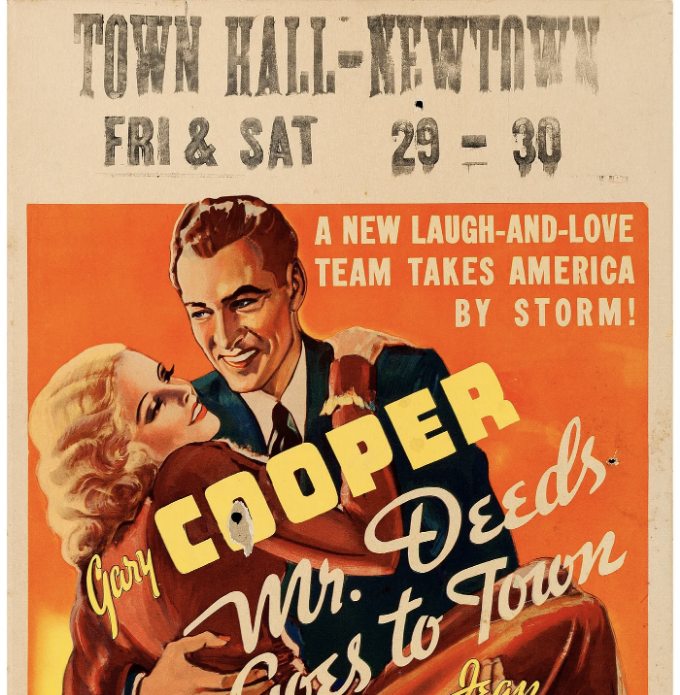 TOWN HALL-NEWTOWN
FRI & SAT 29 - 30
A NEW LAUGH-AND-LOVE
TEAM TAKES AMERICA
BY STORM!
Gary COOPER
Mr. Deeds
Goes to Town
Jean